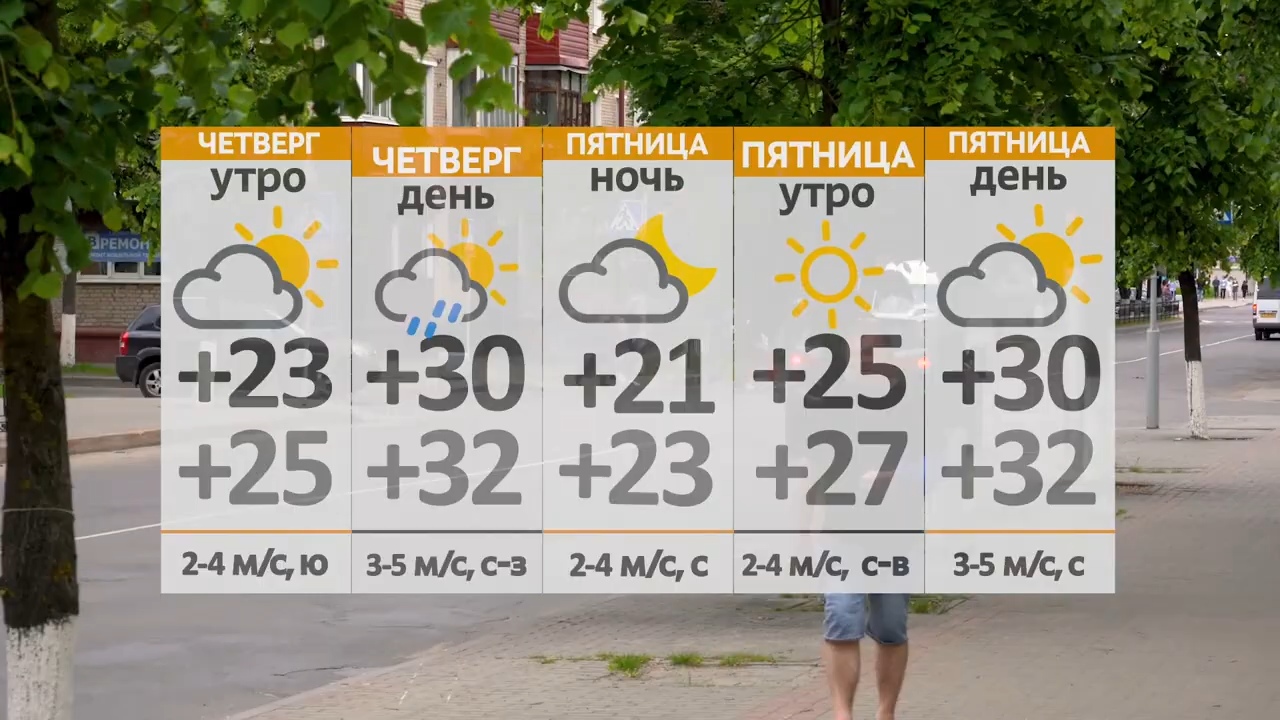 ЧЕТВЕРГ
утро
+23
+25
2-4 м/с, ю
ЧЕТВЕРГ
день
+30
+32
3-5 м/с, с-з
ПЯТНИЦА
ночь
+21
+23
2-4 м/с, с
ПЯТНИЦА
утро
+25
+27
2-4 м/с, с-в
ПЯТНИЦА
день
+30
+32
3-5 м/с, с
РЕМОН